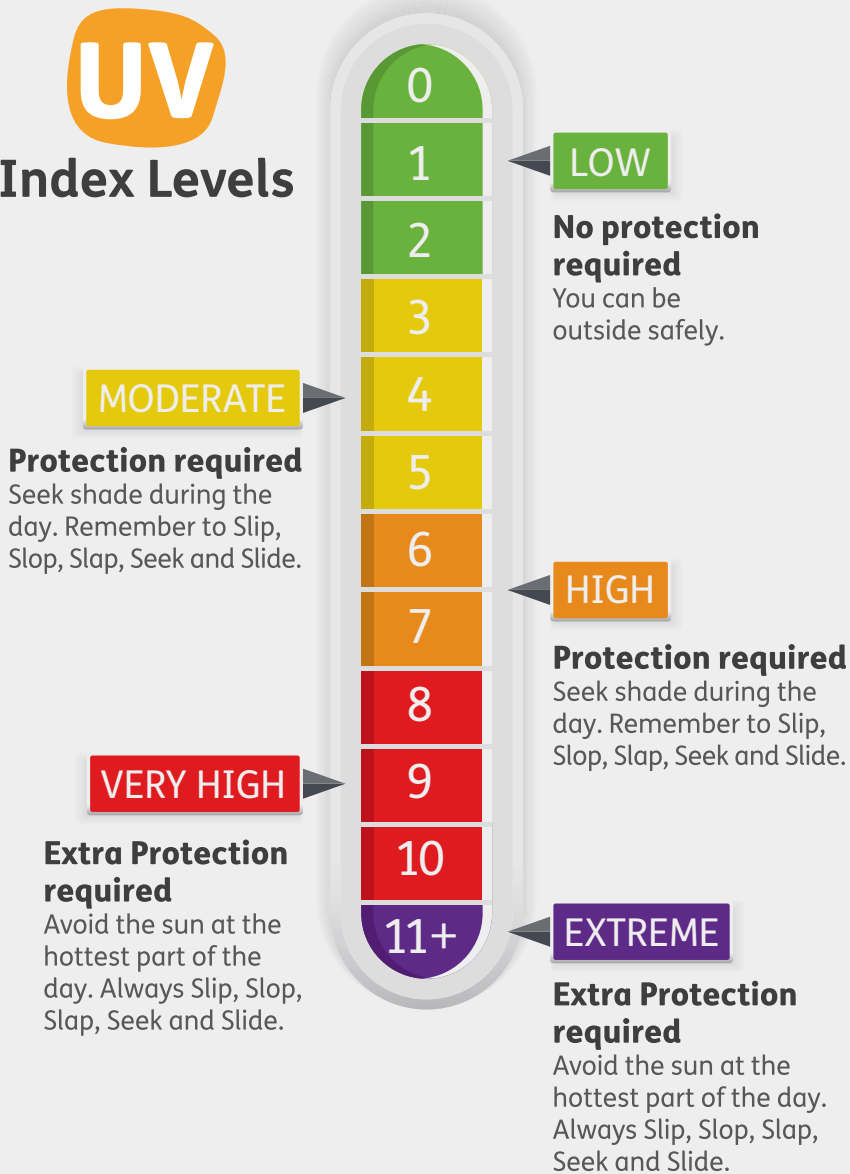 UV
Index Levels
0
1
2
3
4
5
6
7
8
9
10
11+
LOW
No protection
required
You can be
outside safely.
MODERATE
Protection required
Seek shade during the
day. Remember to Slip,
Slop, Slap, Seek and Slide.
HIGH
Protection required
Seek shade during the
day. Remember to Slip,
Slop, Slap, Seek and Slide.
VERY HIGH
Extra Protection
required
Avoid the sun at the
hottest part of the
day. Always Slip, Slop,
Slap, Seek and Slide.
EXTREME
Extra Protection
required
Avoid the sun at the
hottest part of the day.
Always Slip, Slop, Slap,
Seek and Slide.